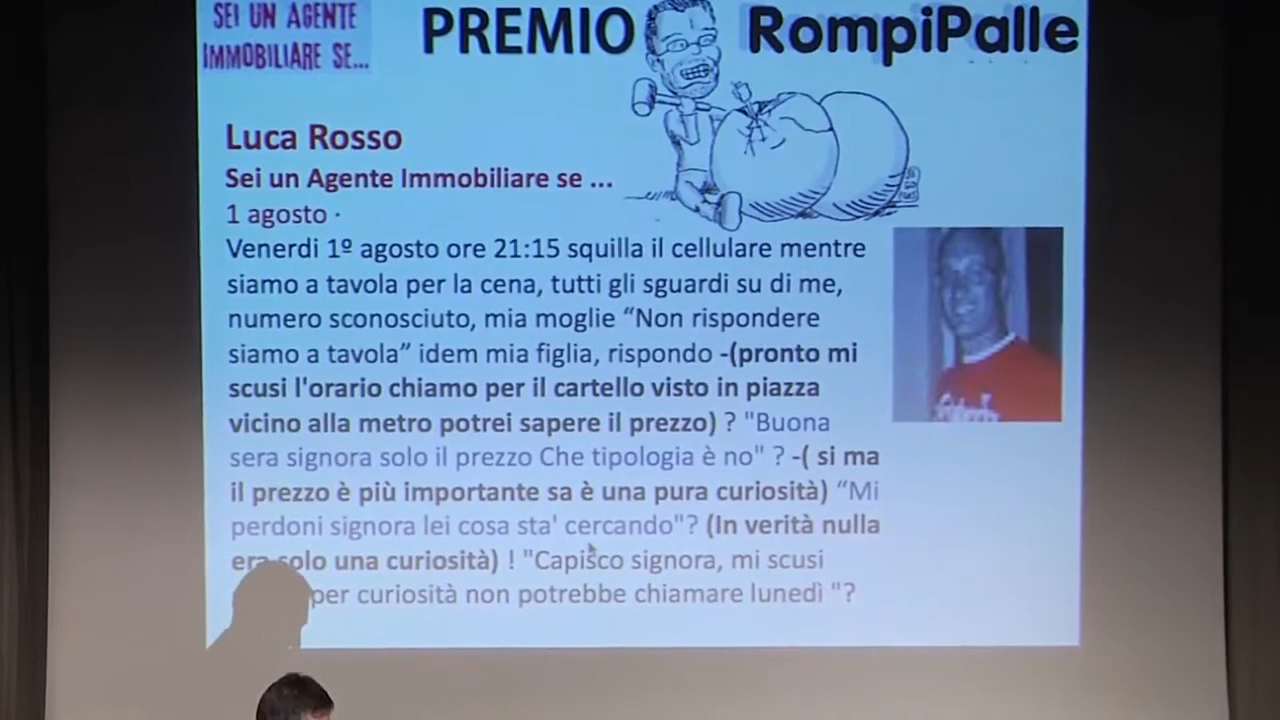 SEI UN AGENTE
IMMOBILIARE SE...
PREMIO RompiPalle
Luca Rosso
Sei un Agente Immobiliare se ...
1 agosto ·
Venerdi 1º agosto ore 21:15 squilla il cellulare mentre
siamo a tavola per la cena, tutti gli sguardi su di me,
numero sconosciuto, mia moglie “Non rispondere
siamo a tavola” idem mia figlia, rispondo -(pronto mi
scusi l'orario chiamo per il cartello visto in piazza
vicino alla metro potrei sapere il prezzo) ? "Buona
sera signora solo il prezzo Che tipologia è no" ? -( si ma
il prezzo è più importante sa è una pura curiosità) “Mi
perdoni signora lei cosa sta' cercando"? (In verità nulla
era solo una curiosità) ! "Capisco signora, mi scusi
per curiosità non potrebbe chiamare lunedì "?